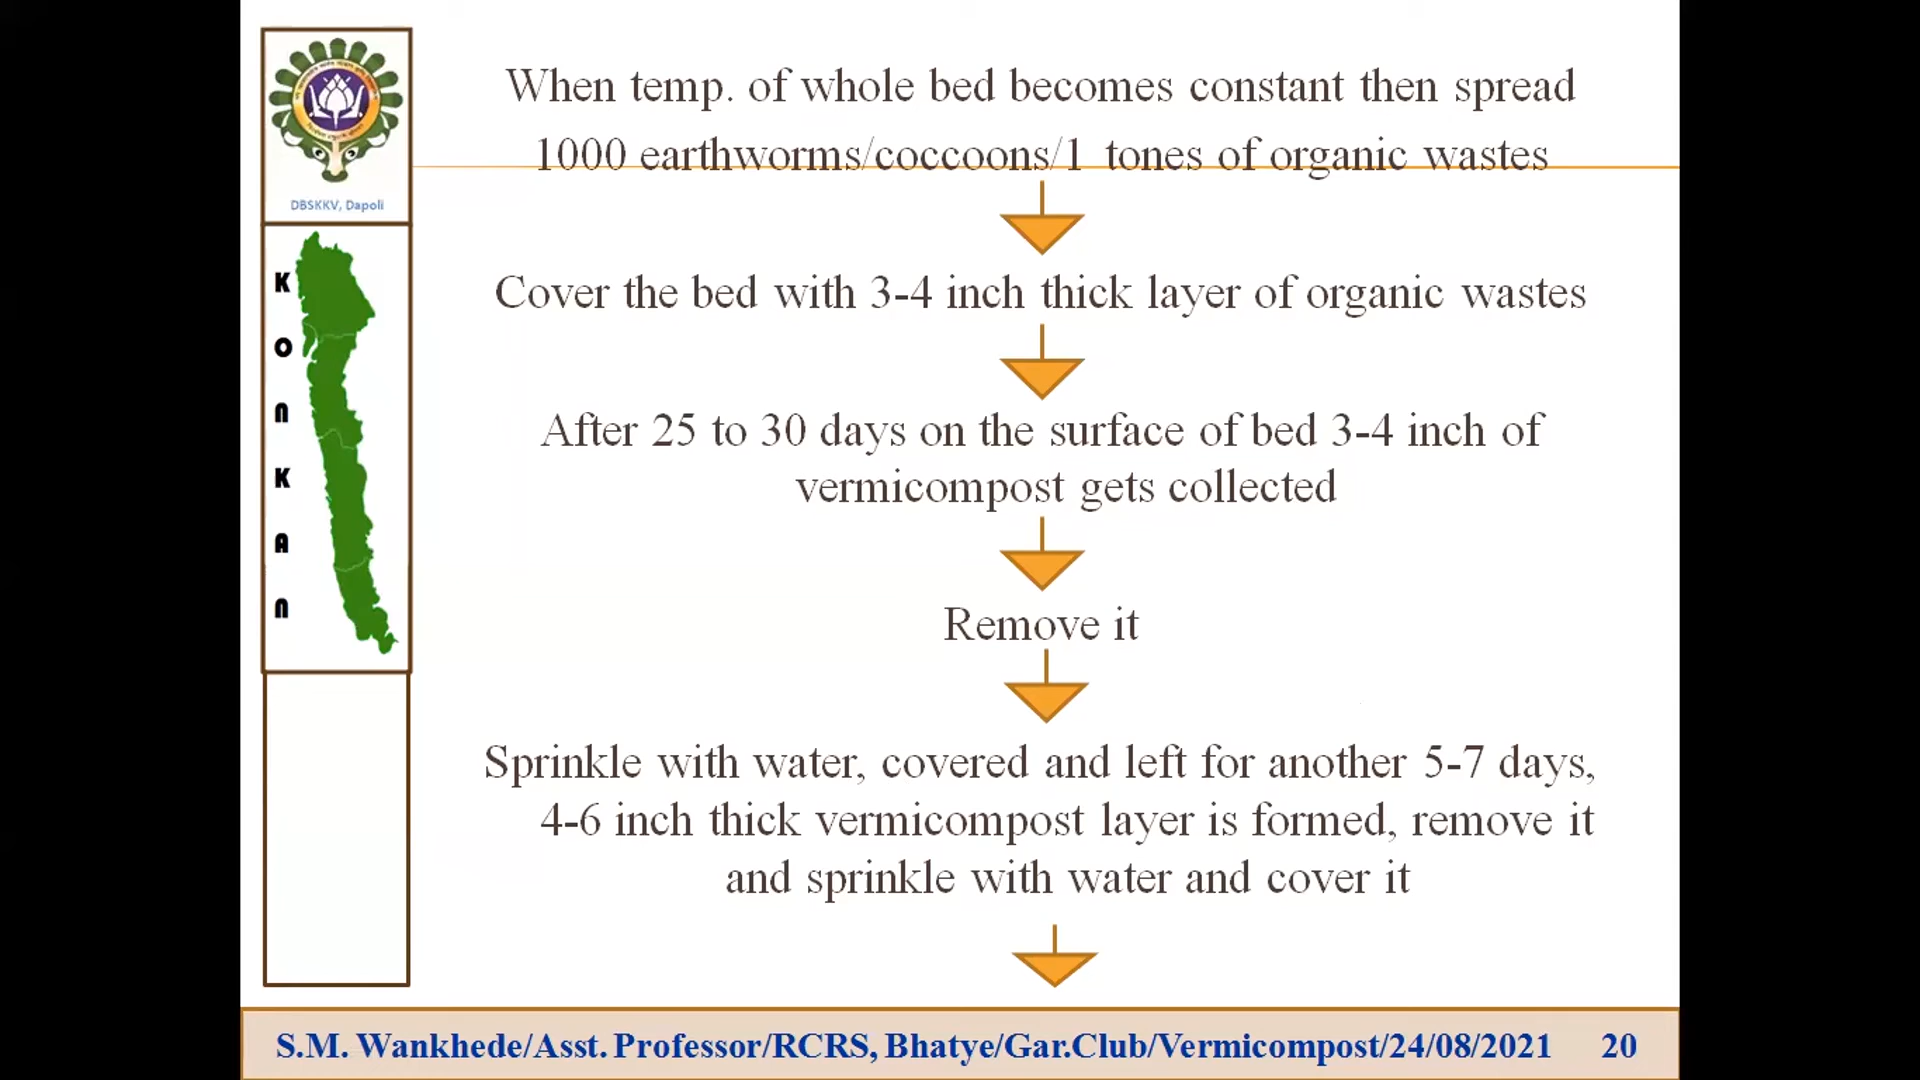 DBSKKV, Dapoli
K
O
N
K
A
N
When temp. of whole bed becomes constant then spread
1000 earthworms/coccoons/1 tones of organic wastes
Cover the bed with 3-4 inch thick layer of organic wastes
After 25 to 30 days on the surface of bed 3-4 inch of
vermicompost gets collected
Remove it
Sprinkle with water, covered and left for another 5-7 days,
4-6 inch thick vermicompost layer is formed, remove it
and sprinkle with water and cover it
S.M. Wankhede/Asst. Professor/RCRS, Bhatye/Gar.Club/Vermicompost/24/08/2021 20